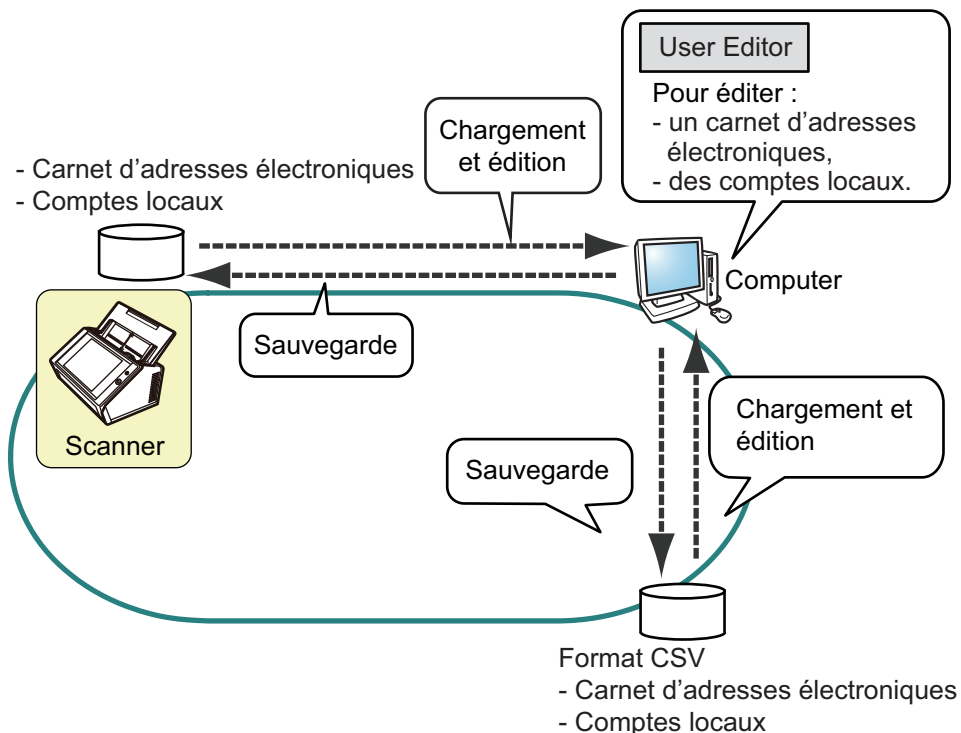 User Editor
Pour éditer :
- un carnet d’adresses
électroniques,
- des comptes locaux.
Chargement
et édition
- Carnet d’adresses électroniques
- Comptes locaux
Computer
Sauvegarde
Scanner
Chargement et
édition
Sauvegarde
Format CSV
- Carnet d’adresses électroniques
- Comptes locaux